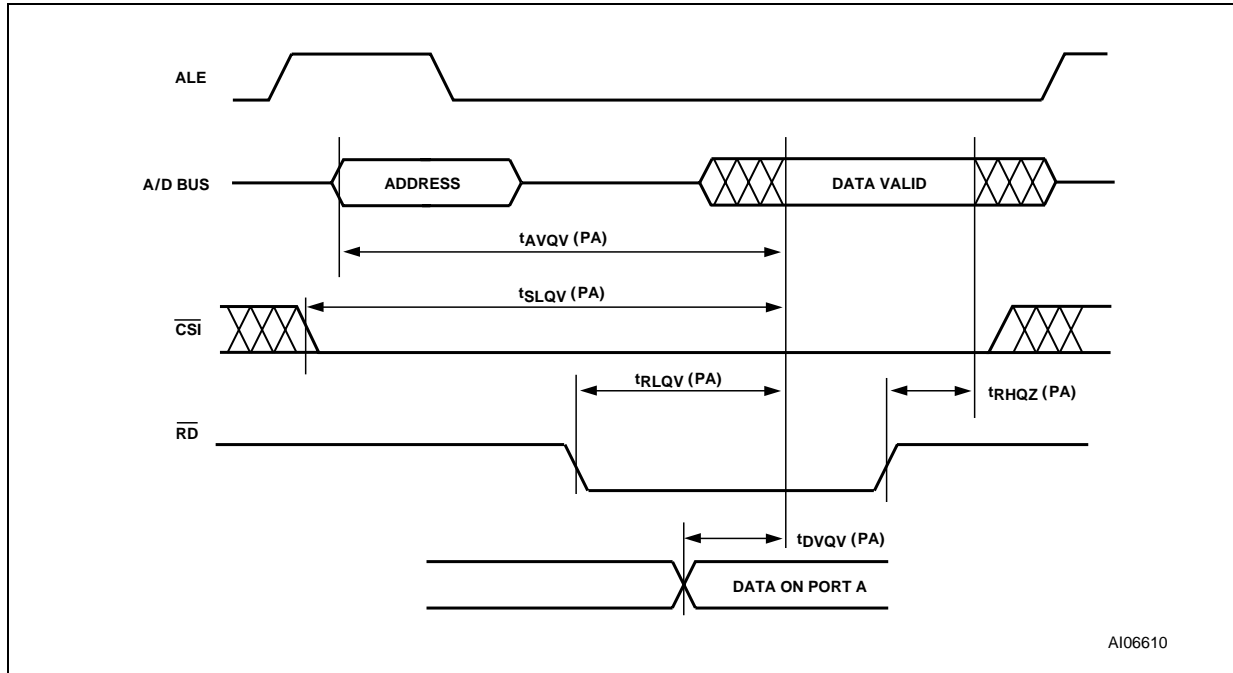 ALE
A/D BUS
ADDRESS
DATA VALID
tAVQV (PA)
tSLQV (PA)
CSI
tRLQV (PA)
tRHQZ (PA)
RD
tDVQV (PA)
DATA ON PORT A
AI06610